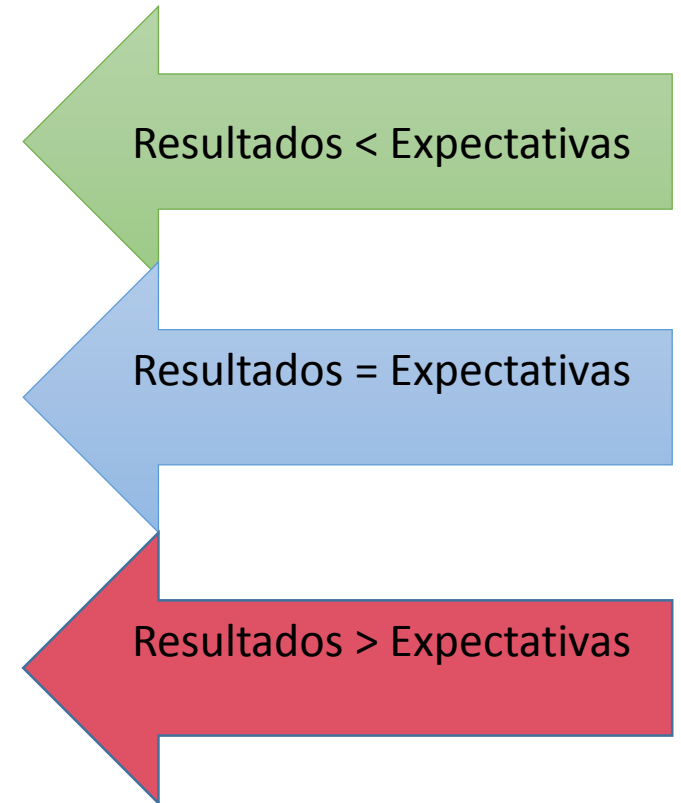 Resultados < Expectativas
Resultados = Expectativas
Resultados > Expectativas